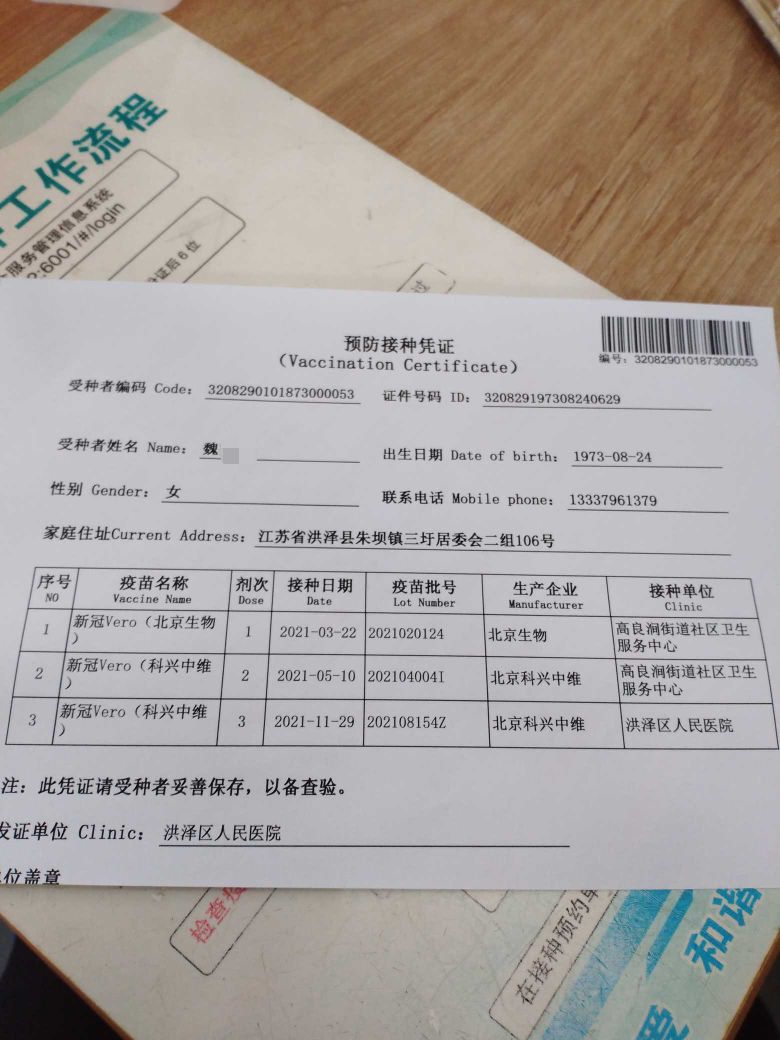 工作流程
服务管理信息系统
2:6001/#/login
证后6位
过
预防接种凭证
(Vaccination Certificate)
编号: 3208290101873000053
受种者编码 Code: 3208290101873000053 证件号码 ID: 320829197308240629
受种者姓名 Name: 魏 出生日期 Date of birth: 1973-08-24
性别 Gender: 女 联系电话 Mobile phone: 13337961379
家庭住址Current Address: 江苏省洪泽县朱坝镇三圩居委会二组106号
序号 疫苗名称 剂次 接种日期 疫苗批号 生产企业 接种单位
NO Vaccine Name Dose Date Lot Number Manufacturer Clinic
1 新冠Vero（北京生物） 1 2021-03-22 2021020124 北京生物 高良涧街道社区卫生服务中心
2 新冠Vero（科兴中维） 2 2021-05-10 202104004I 北京科兴中维 高良涧街道社区卫生服务中心
3 新冠Vero（科兴中维） 3 2021-11-29 202108154Z 北京科兴中维 洪泽区人民医院
注: 此凭证请受种者妥善保存，以备查验。
发证单位 Clinic: 洪泽区人民医院
单位盖章
检查
在接种预约单
和谐
爱